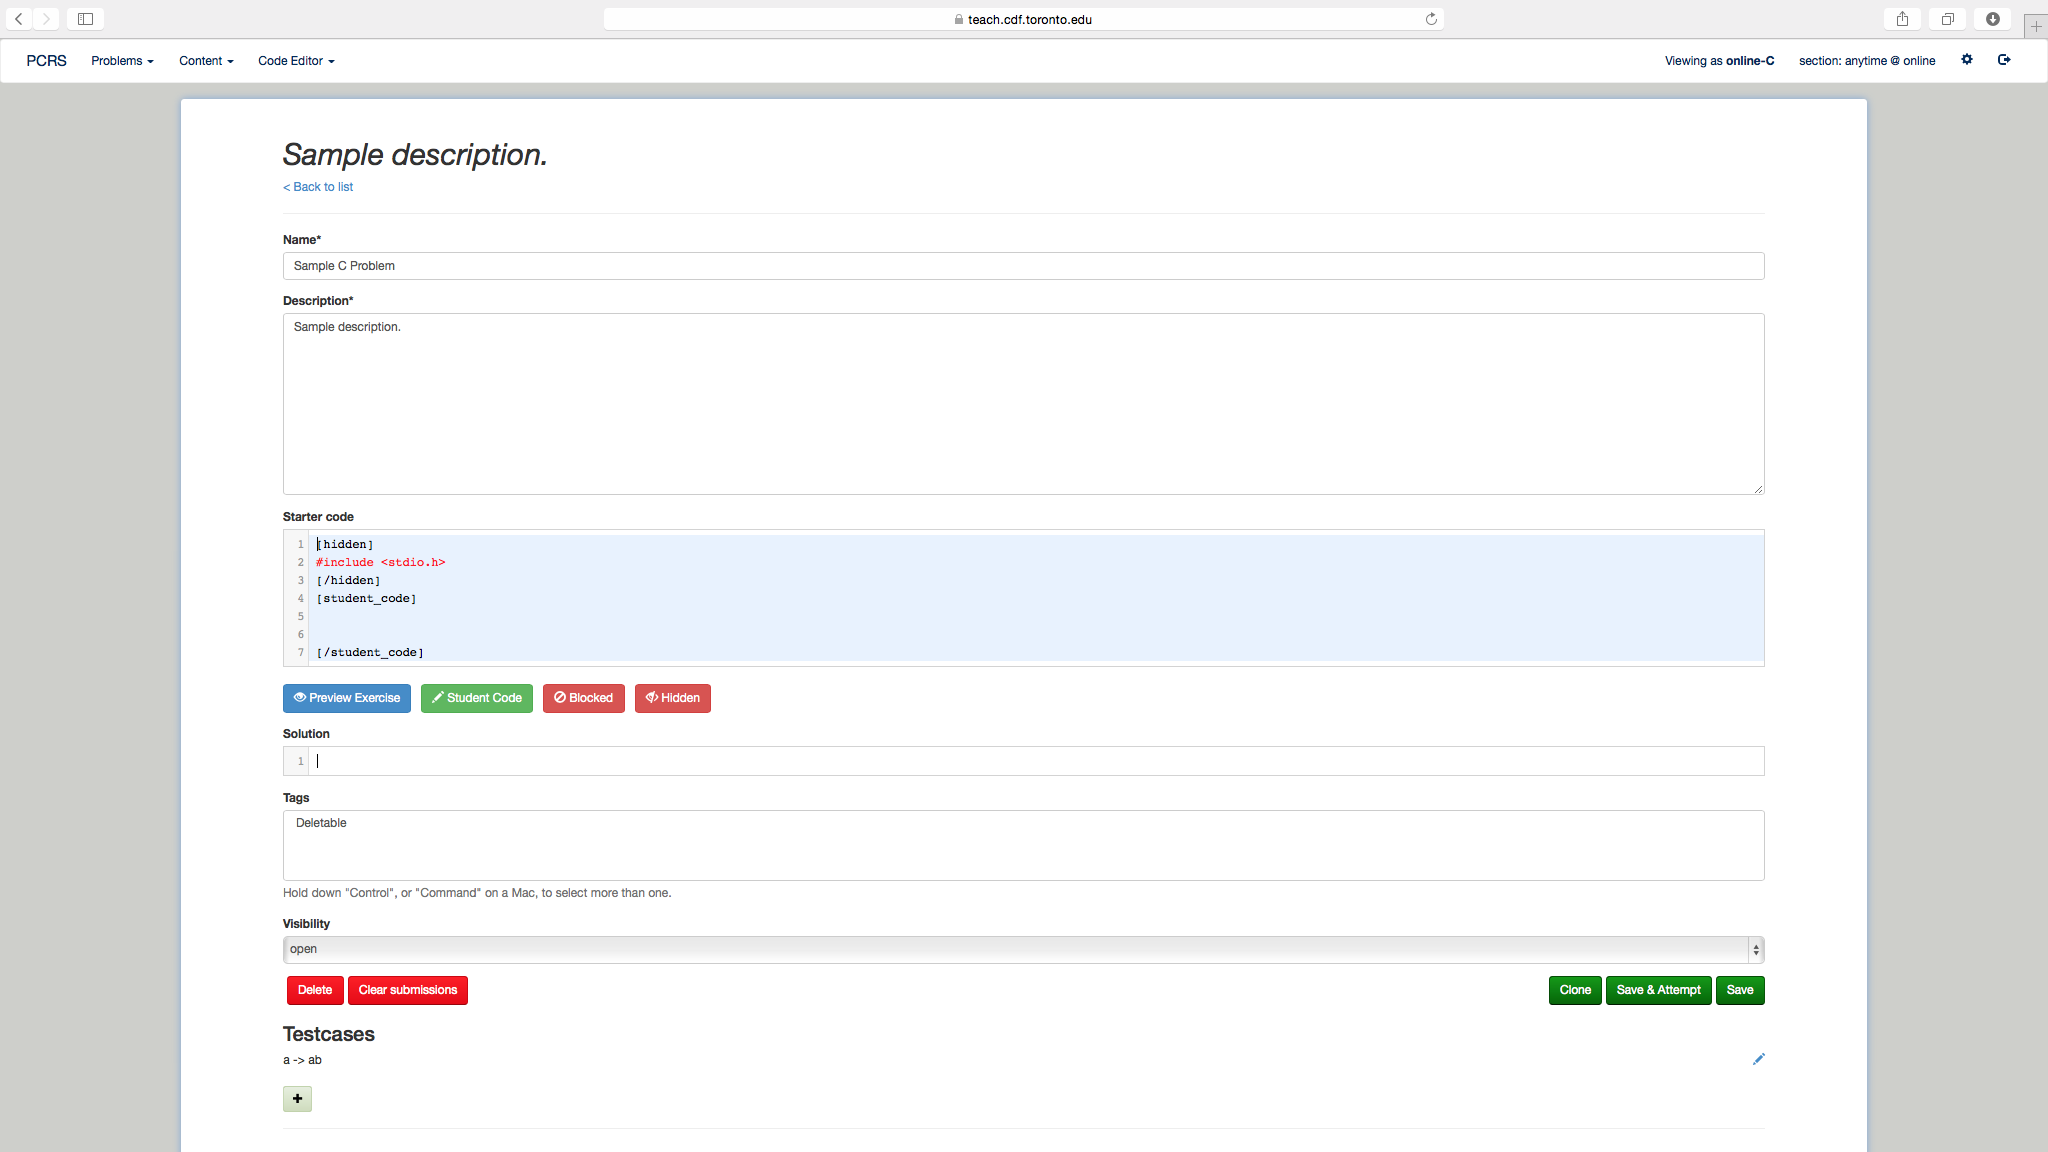 teach.cdf.toronto.edu
PCRS Problems Content Code Editor Viewing as online-C section: anytime @ online
Sample description.
< Back to list
Name*
Sample C Problem
Description*
Sample description.
Starter code
1 [hidden]
2 #include <stdio.h>
3 [/hidden]
4 [student_code]
5
6
7 [/student_code]
Preview Exercise Student Code Blocked Hidden
Solution
1
Tags
Deletable
Hold down "Control", or "Command" on a Mac, to select more than one.
Visibility
open
Delete Clear submissions Clone Save & Attempt Save
Testcases
a -> ab